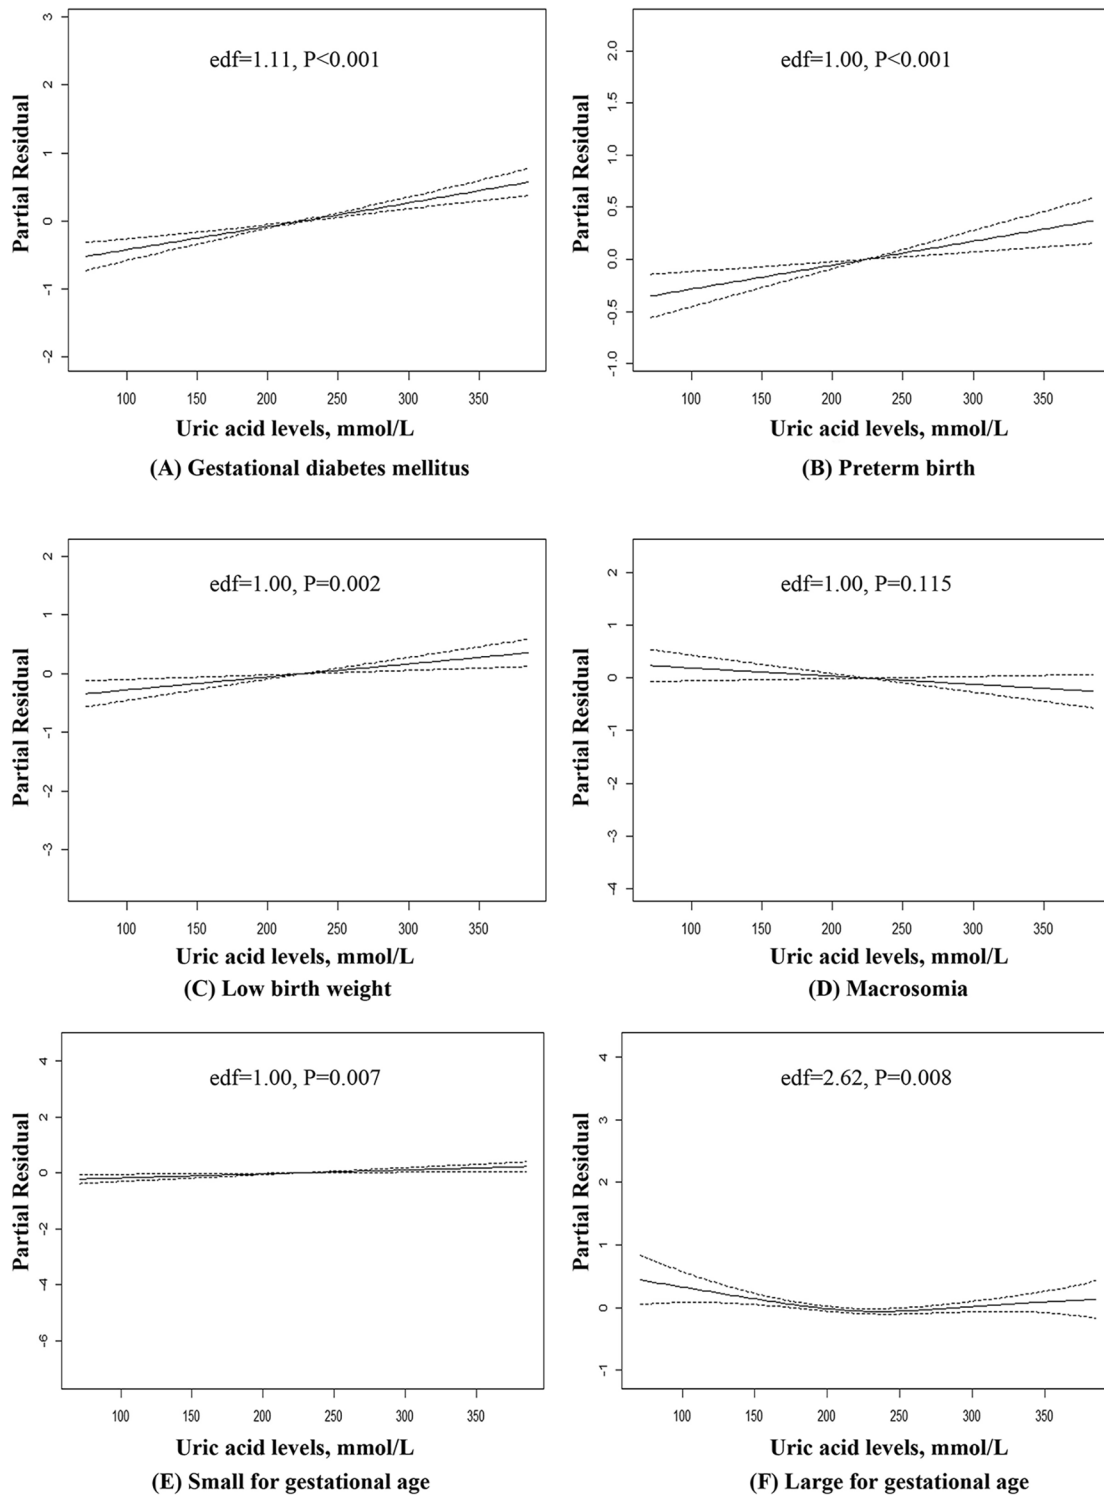 3
2
1
0
-1
-2
Partial Residual
edf=1.11, P<0.001
100 150 200 250 300 350
Uric acid levels, mmol/L
(A) Gestational diabetes mellitus
2.0
1.5
1.0
0.5
0.0
-0.5
-1.0
Partial Residual
edf=1.00, P<0.001
100 150 200 250 300 350
Uric acid levels, mmol/L
(B) Preterm birth
2
1
0
-1
-2
-3
Partial Residual
edf=1.00, P=0.002
100 150 200 250 300 350
Uric acid levels, mmol/L
(C) Low birth weight
2
1
0
-1
-2
-3
-4
Partial Residual
edf=1.00, P=0.115
100 150 200 250 300 350
Uric acid levels, mmol/L
(D) Macrosomia
4
2
0
-2
-4
-6
Partial Residual
edf=1.00, P=0.007
100 150 200 250 300 350
Uric acid levels, mmol/L
(E) Small for gestational age
4
3
2
1
0
-1
Partial Residual
edf=2.62, P=0.008
100 150 200 250 300 350
Uric acid levels, mmol/L
(F) Large for gestational age